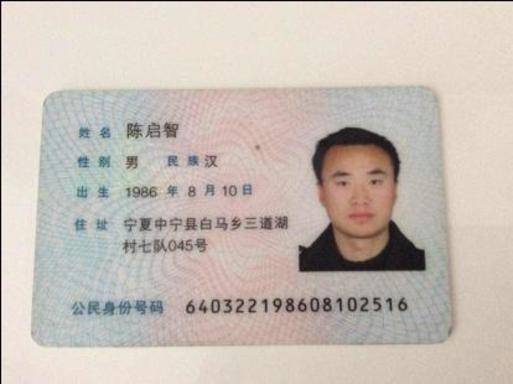 姓名 陈启智
性别 男 民族 汉
出生 1986 年 8 月 10 日
住址 宁夏中宁县白马乡三道湖
村七队045号
公民身份号码 640322198608102516